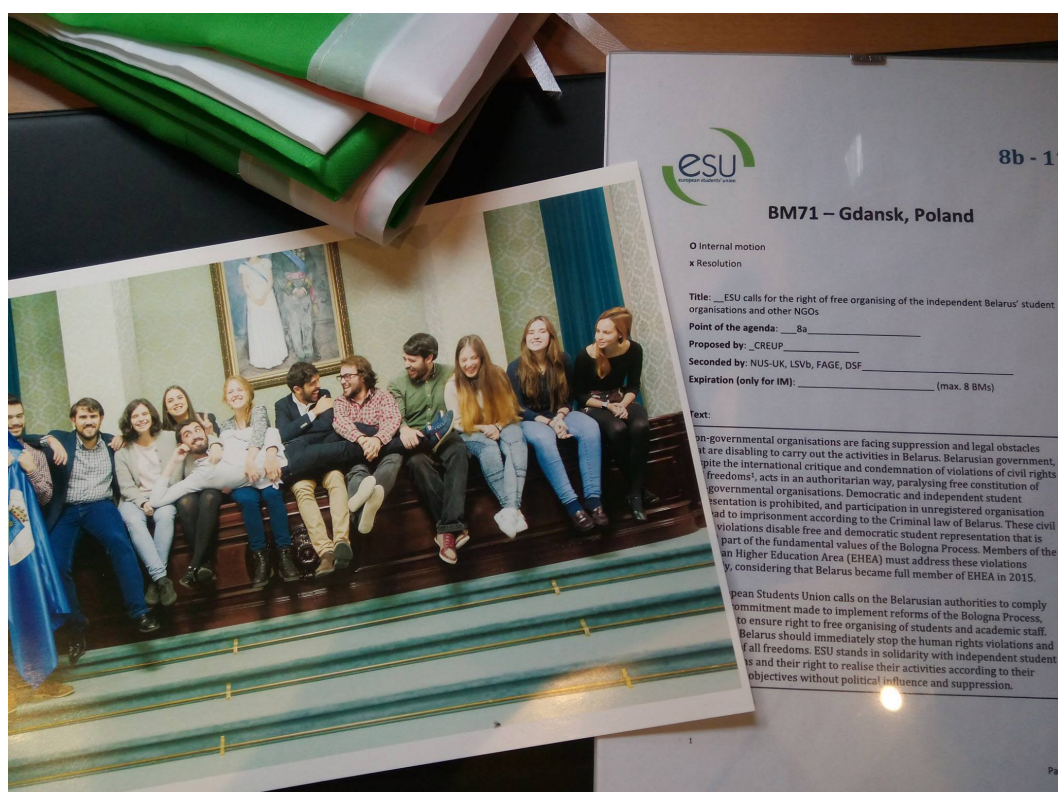 esu
european students' union
8b - 11
BM71 – Gdansk, Poland
O Internal motion
x Resolution
Title: __ESU calls for the right of free organising of the independent Belarus' student
organisations and other NGOs
Point of the agenda: ___8a____________________
Proposed by: _CREUP______________
Seconded by: NUS-UK, LSVb, FAGE, DSF____________________________
Expiration (only for IM): _________________________ (max. 8 BMs)
Text:
on-governmental organisations are facing suppression and legal obstacles
at are disabling to carry out the activities in Belarus. Belarusian government,
spite the international critique and condemnation of violations of civil rights
freedoms¹, acts in an authoritarian way, paralysing free constitution of
governmental organisations. Democratic and independent student
esentation is prohibited, and participation in unregistered organisation
ad to imprisonment according to the Criminal law of Belarus. These civil
violations disable free and democratic student representation that is
part of the fundamental values of the Bologna Process. Members of the
an Higher Education Area (EHEA) must address these violations
y, considering that Belarus became full member of EHEA in 2015.
pean Students Union calls on the Belarusian authorities to comply
ommitment made to implement reforms of the Bologna Process,
to ensure right to free organising of students and academic staff.
Belarus should immediately stop the human rights violations and
f all freedoms. ESU stands in solidarity with independent student
s and their right to realise their activities according to their
objectives without political influence and suppression.
1
Pa